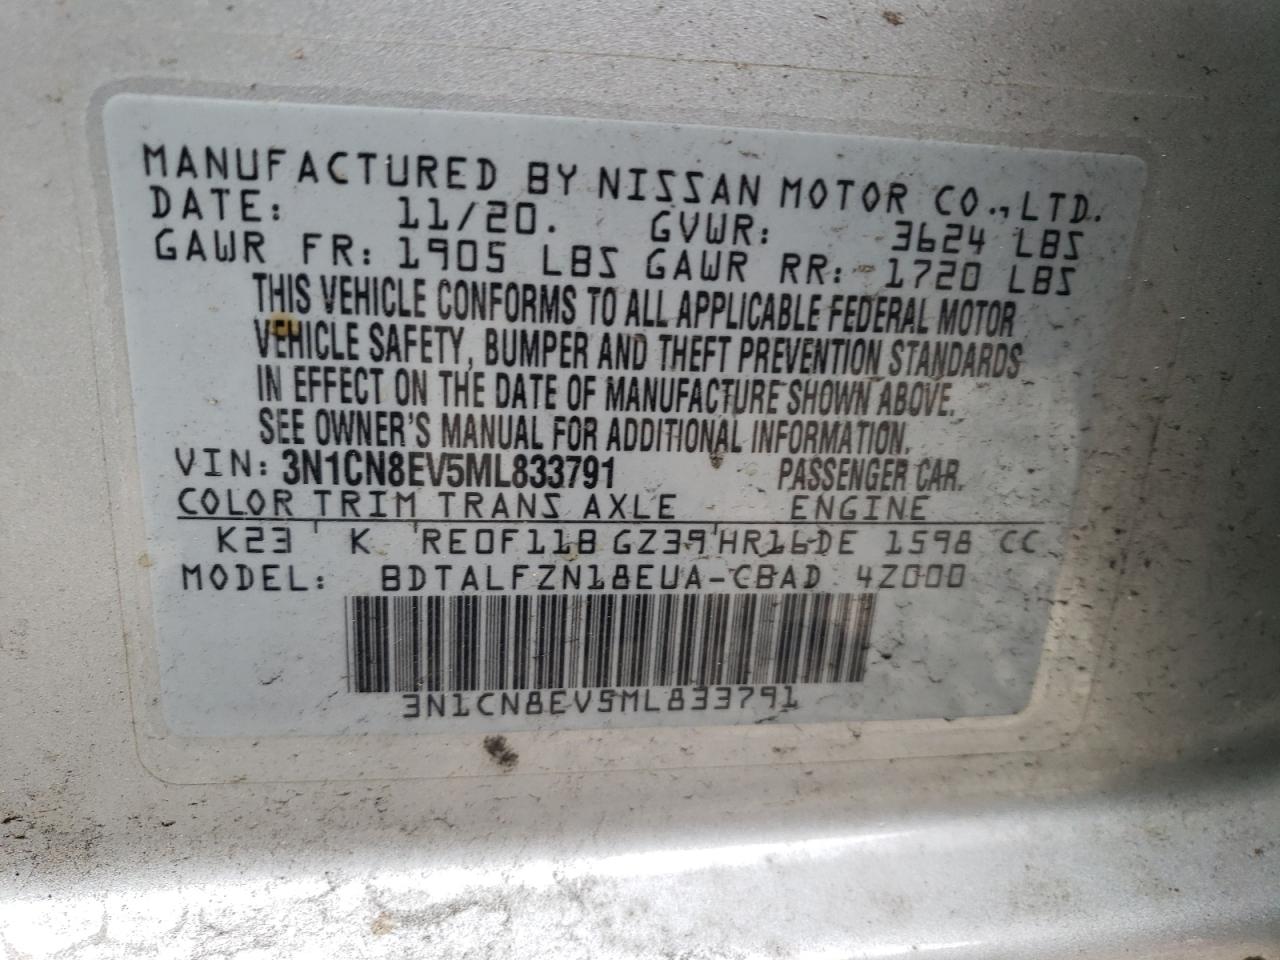 MANUFACTURED BY NISSAN MOTOR CO.,LTD.
DATE: 11/20. GVWR: 3624 LBS
GAWR FR: 1905 LBS GAWR RR: 1720 LBS
THIS VEHICLE CONFORMS TO ALL APPLICABLE FEDERAL MOTOR
VEHICLE SAFETY, BUMPER AND THEFT PREVENTION STANDARDS
IN EFFECT ON THE DATE OF MANUFACTURE SHOWN ABOVE.
SEE OWNER'S MANUAL FOR ADDITIONAL INFORMATION.
VIN: 3N1CN8EV5ML833791 PASSENGER CAR.
COLOR TRIM TRANS AXLE ENGINE
K23 K RE0F11B GZ39 HR16DE 1598 CC
MODEL: BDTALFZN18EUA-CBAD 4Z000
3N1CN8EV5ML833791